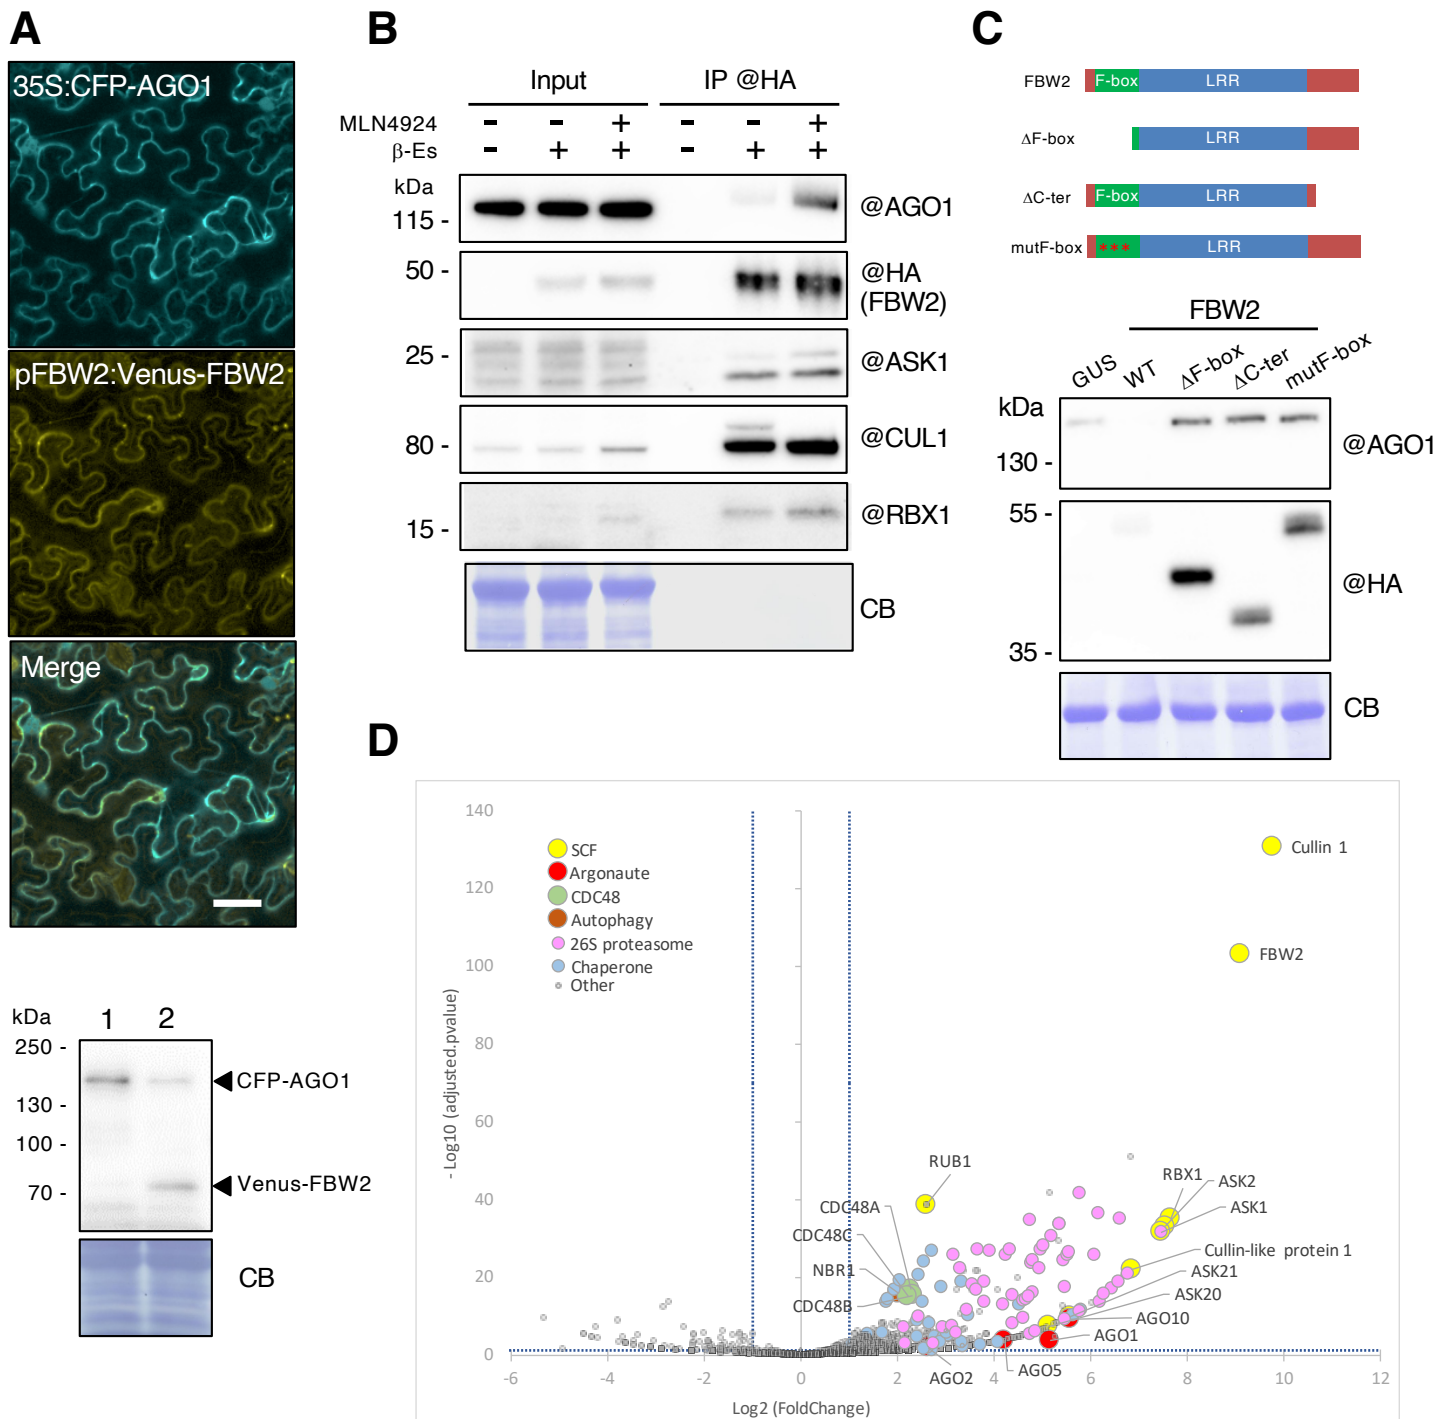 A
35S:CFP-AGO1
pFBW2:Venus-FBW2
Merge
kDa
1 2
250 -
130 -
100 -
70 -
CFP-AGO1
Venus-FBW2
CB
B
Input IP @HA
MLN4924 - - + - - +
β-Es - + + - + +
kDa
115 -
@AGO1
50 -
@HA
(FBW2)
25 -
@ASK1
80 -
@CUL1
15 -
@RBX1
CB
C
FBW2 F-box LRR
ΔF-box LRR
ΔC-ter F-box LRR
mutF-box *** LRR
FBW2
GUS WT ΔF-box ΔC-ter mutF-box
kDa
130 -
@AGO1
55 -
35 -
@HA
CB
D
140
120
100
80
60
40
20
0
- Log10 (adjusted.pvalue)
SCF
Argonaute
CDC48
Autophagy
26S proteasome
Chaperone
Other
Cullin 1
FBW2
RUB1
CDC48A
CDC48C
NBR1
CDC48B
RBX1
ASK2
ASK1
Cullin-like protein 1
ASK21
ASK20
AGO10
AGO1
AGO5
AGO2
-6 -4 -2 0 2 4 6 8 10 12
Log2 (FoldChange)